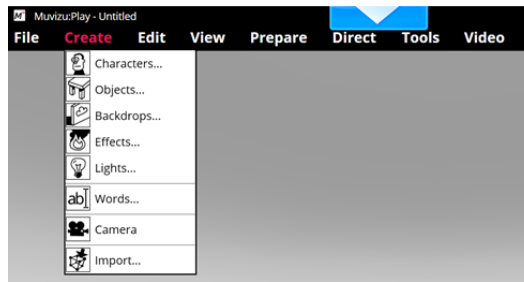 Muvizu:Play - Untitled
File Create Edit View Prepare Direct Tools Video
Characters...
Objects...
Backdrops...
Effects...
Lights...
ab Words...
Camera
Import...